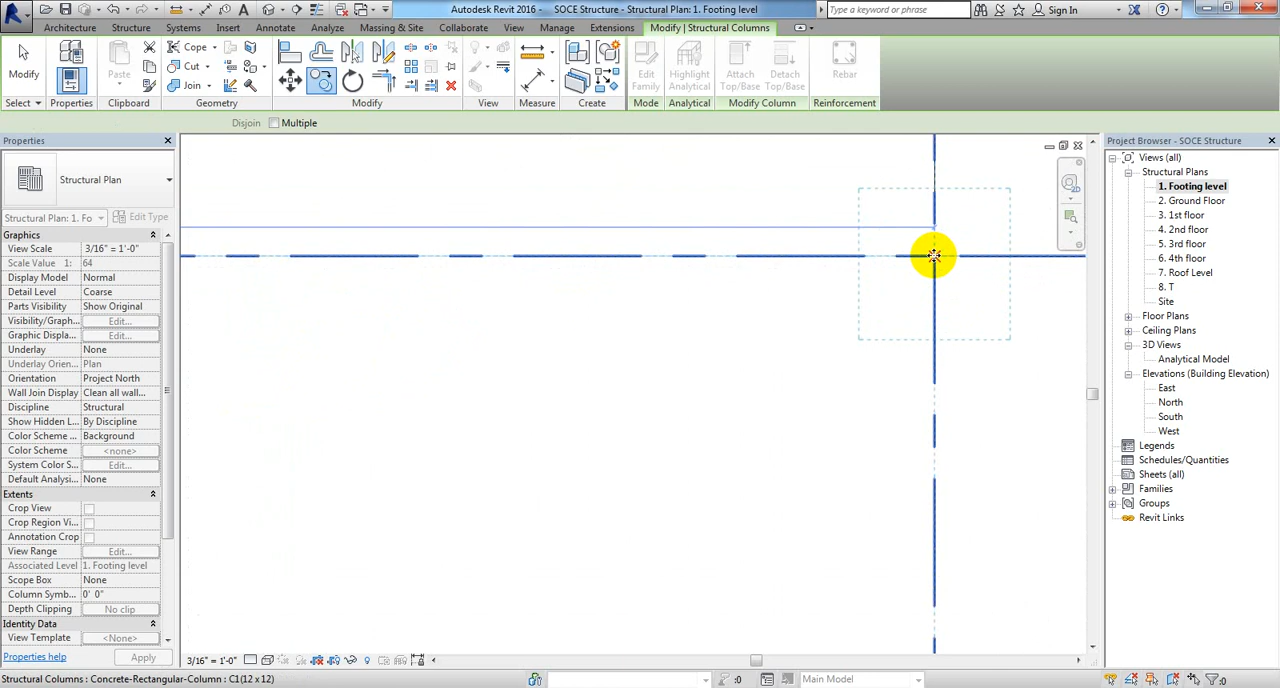 Autodesk Revit 2016 - SOCE Structure - Structural Plan: 1. Footing level
Type a keyword or phrase
Sign In
Architecture Structure Systems Insert Annotate Analyze Massing & Site Collaborate View Manage Extensions Modify | Structural Columns
Modify
Properties
Paste
Cope
Cut
Join
Edit Family
Highlight Analytical
Attach Top/Base
Detach Top/Base
Rebar
Select Properties Clipboard Geometry Modify View Measure Create Mode Analytical Modify Column Reinforcement
Disjoin Multiple
Properties
Structural Plan
Structural Plan: 1. Fo Edit Type
Graphics
View Scale 3/16" = 1'-0"
Scale Value 1: 64
Display Model Normal
Detail Level Coarse
Parts Visibility Show Original
Visibility/Graph... Edit...
Graphic Displa... Edit...
Underlay None
Underlay Orien... Plan
Orientation Project North
Wall Join Display Clean all wall...
Discipline Structural
Show Hidden L... By Discipline
Color Scheme ... Background
Color Scheme <none>
System Color S... Edit...
Default Analysi... None
Extents
Crop View
Crop Region Vi...
Annotation Crop
View Range Edit...
Associated Level 1. Footing level
Scope Box None
Column Symb... 0' 0"
Depth Clipping No clip
Identity Data
View Template <None>
Properties help Apply
2D
Project Browser - SOCE Structure
Views (all)
Structural Plans
1. Footing level
2. Ground Floor
3. 1st floor
4. 2nd floor
5. 3rd floor
6. 4th floor
7. Roof Level
8. T
Site
Floor Plans
Ceiling Plans
3D Views
Analytical Model
Elevations (Building Elevation)
East
North
South
West
Legends
Schedules/Quantities
Sheets (all)
Families
Groups
Revit Links
3/16" = 1'-0"
Structural Columns : Concrete-Rectangular-Column : C1(12 x12)
:0
Main Model
:0